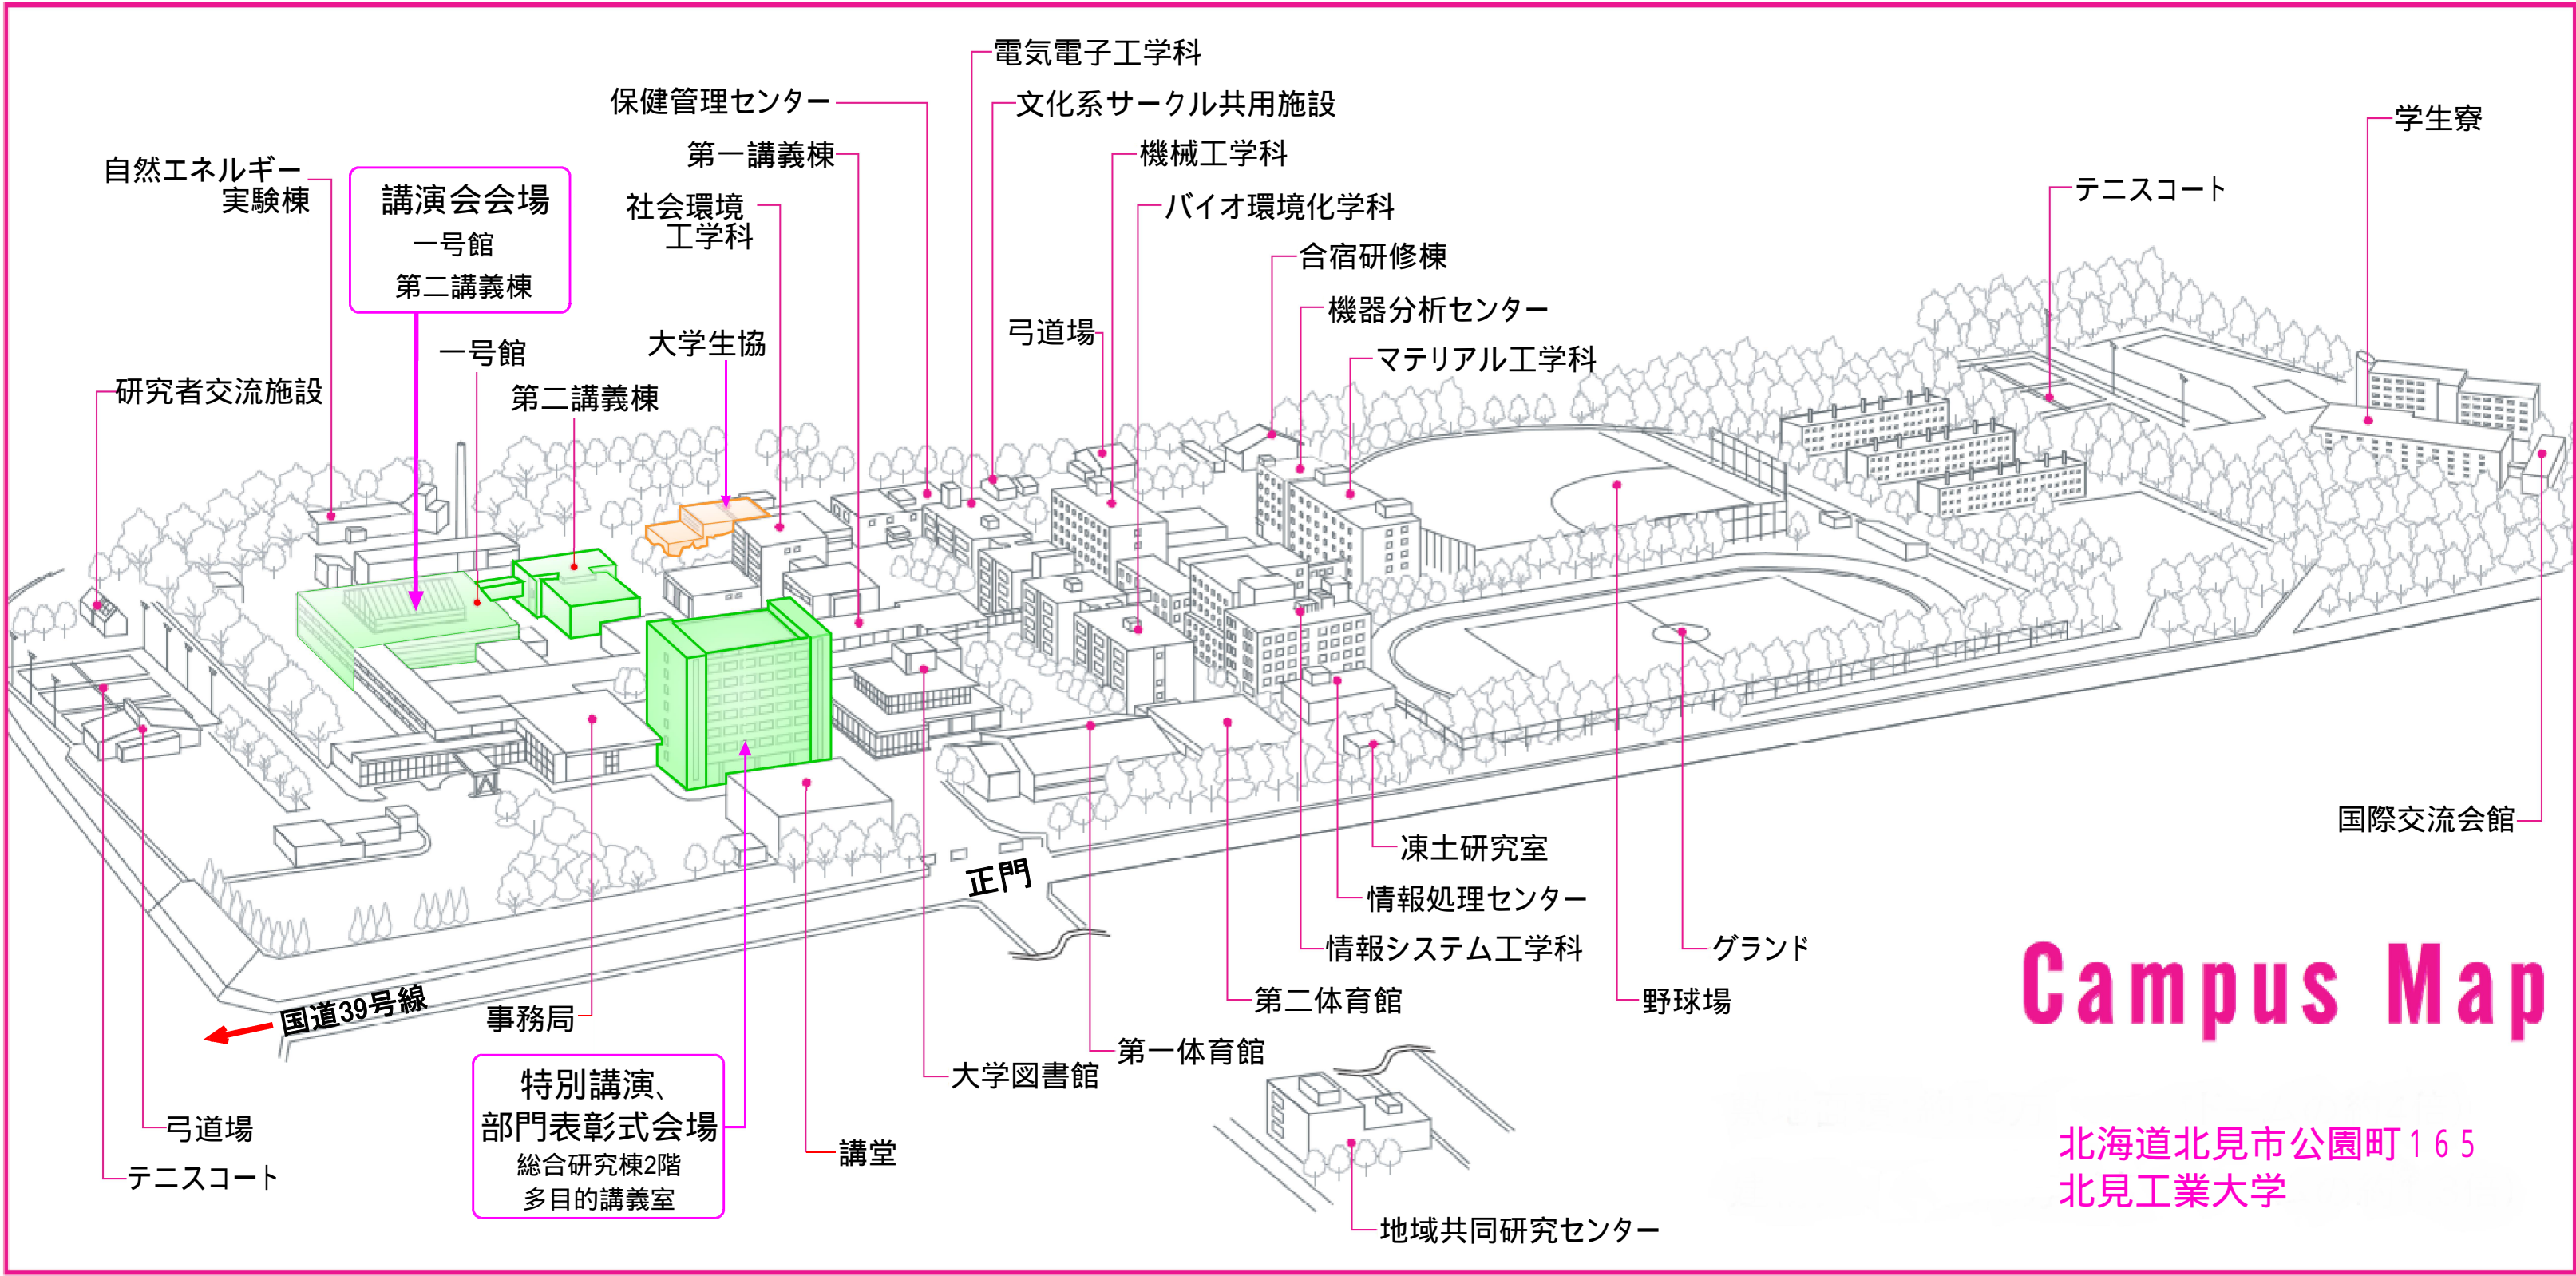 電気電子工学科
保健管理センター
文化系サークル共用施設
学生寮
第一講義棟
機械工学科
自然エネルギー
実験棟
講演会会場
一号館
第二講義棟
社会環境
工学科
バイオ環境化学科
テニスコート
合宿研修棟
機器分析センター
弓道場
大学生協
一号館
マテリアル工学科
研究者交流施設
第二講義棟
国際交流会館
凍土研究室
正門
情報処理センター
情報システム工学科
グランド
国道39号線
事務局
第二体育館
野球場
Campus Map
第一体育館
大学図書館
特別講演、
部門表彰式会場
総合研究棟2階
多目的講義室
弓道場
講堂
テニスコート
北海道北見市公園町165
北見工業大学
地域共同研究センター